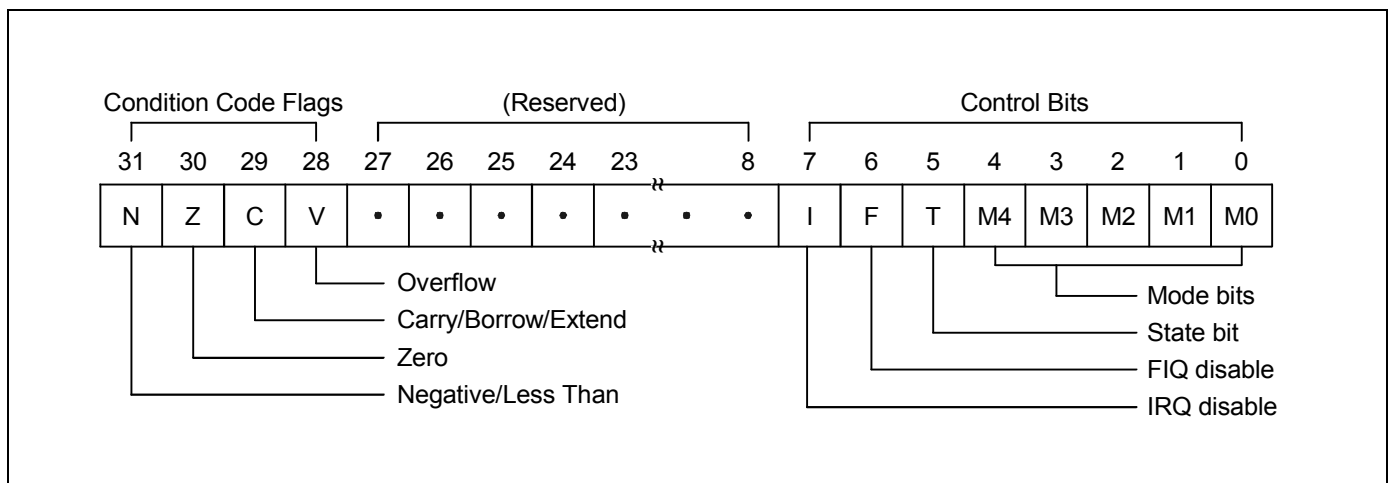 Condition Code Flags (Reserved) Control Bits
31 30 29 28 27 26 25 24 23 8 7 6 5 4 3 2 1 0
N Z C V • • • • • • • I F T M4 M3 M2 M1 M0
Overflow
Carry/Borrow/Extend
Zero
Negative/Less Than
Mode bits
State bit
FIQ disable
IRQ disable